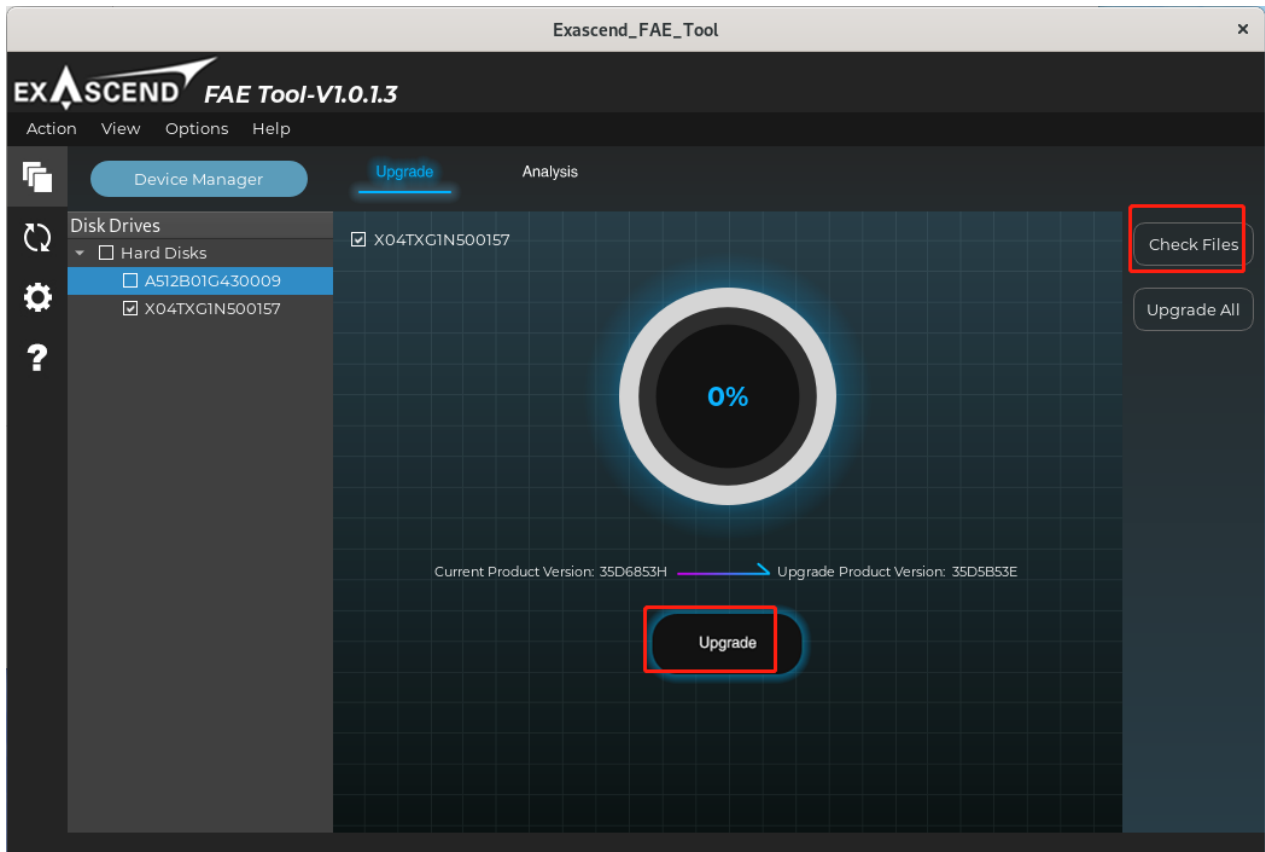 Exascend_FAE_Tool
EXASCEND FAE Tool-V1.0.1.3
Action View Options Help
Device Manager
Upgrade Analysis
Disk Drives
Hard Disks
A512B01G430009
X04TXG1N500157
X04TXG1N500157
0%
Current Product Version: 35D6853H
Upgrade Product Version: 35D5B53E
Upgrade
Check Files
Upgrade All